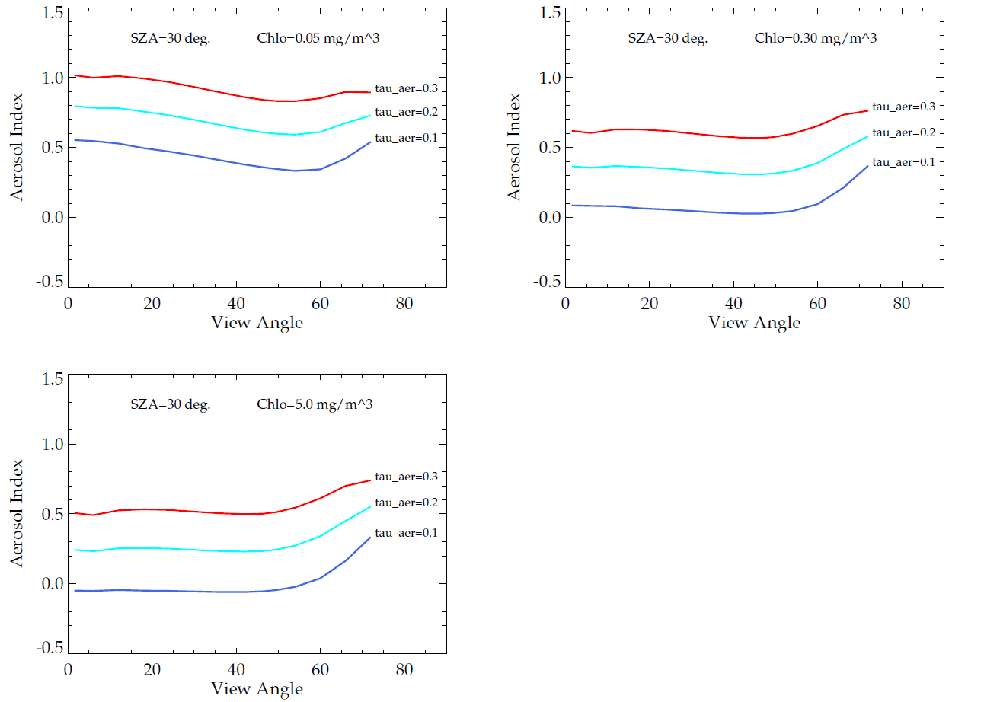 1.5
SZA=30 deg. Chlo=0.05 mg/m^3
1.0
tau_aer=0.3
tau_aer=0.2
0.5
tau_aer=0.1
0.0
-0.5
Aerosol Index
0 20 40 60 80
View Angle
1.5
SZA=30 deg. Chlo=0.30 mg/m^3
1.0
tau_aer=0.3
tau_aer=0.2
0.5
tau_aer=0.1
0.0
-0.5
Aerosol Index
0 20 40 60 80
View Angle
1.5
SZA=30 deg. Chlo=5.0 mg/m^3
1.0
tau_aer=0.3
tau_aer=0.2
0.5
tau_aer=0.1
0.0
-0.5
Aerosol Index
0 20 40 60 80
View Angle